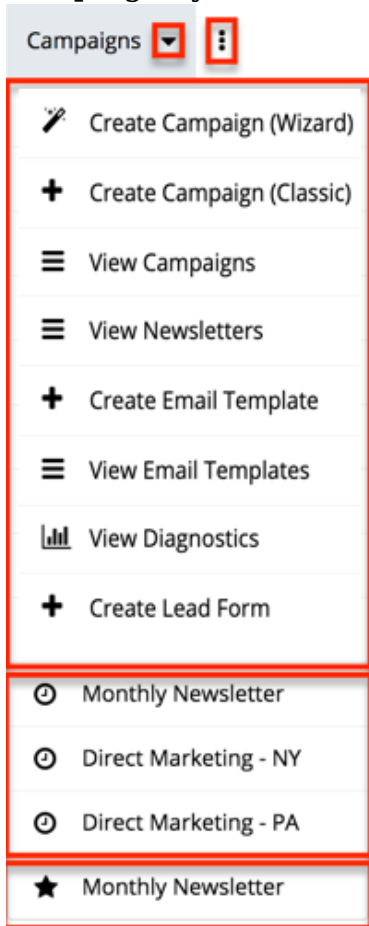 Campaigns
Create Campaign (Wizard)
Create Campaign (Classic)
View Campaigns
View Newsletters
Create Email Template
View Email Templates
View Diagnostics
Create Lead Form
Monthly Newsletter
Direct Marketing - NY
Direct Marketing - PA
Monthly Newsletter